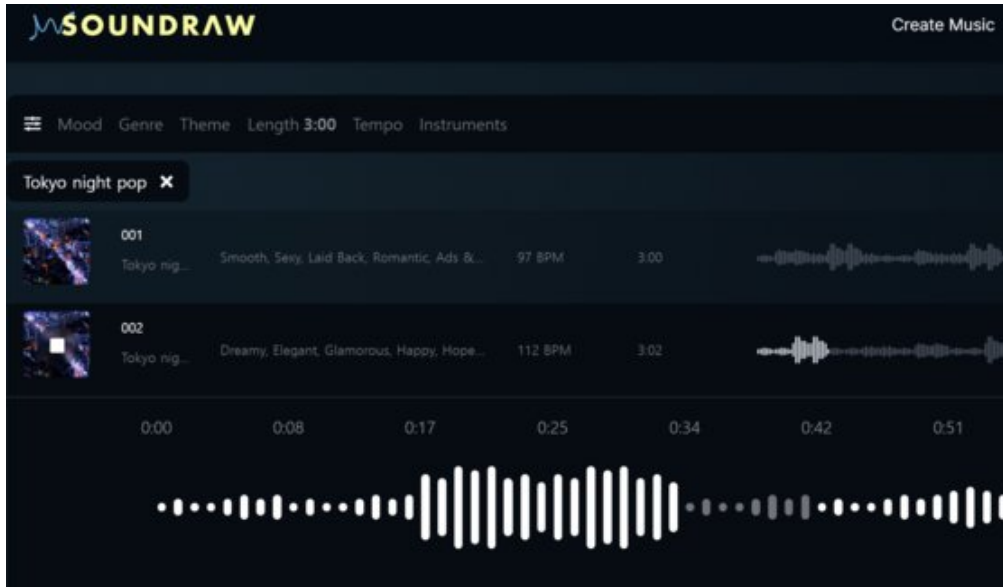 SOUNDRAW
Create Music
Mood Genre Theme Length 3:00 Tempo Instruments
Tokyo night pop ×
001
Tokyo nig... Smooth, Sexy, Laid Back, Romantic, Ads &... 97 BPM 3:00
002
Tokyo nig... Dreamy, Elegant, Glamorous, Happy, Hope... 112 BPM 3:02
0:00 0:08 0:17 0:25 0:34 0:42 0:51